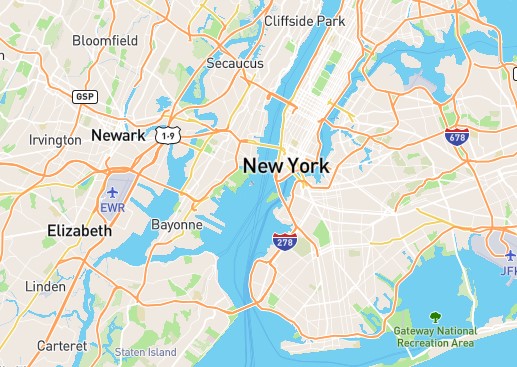 Cliffside Park
Bloomfield
Secaucus
GSP
Irvington
Newark
1-9
678
New York
EWR
Elizabeth
Bayonne
278
JFK
Linden
Gateway National
Recreation Area
Carteret
Staten Island